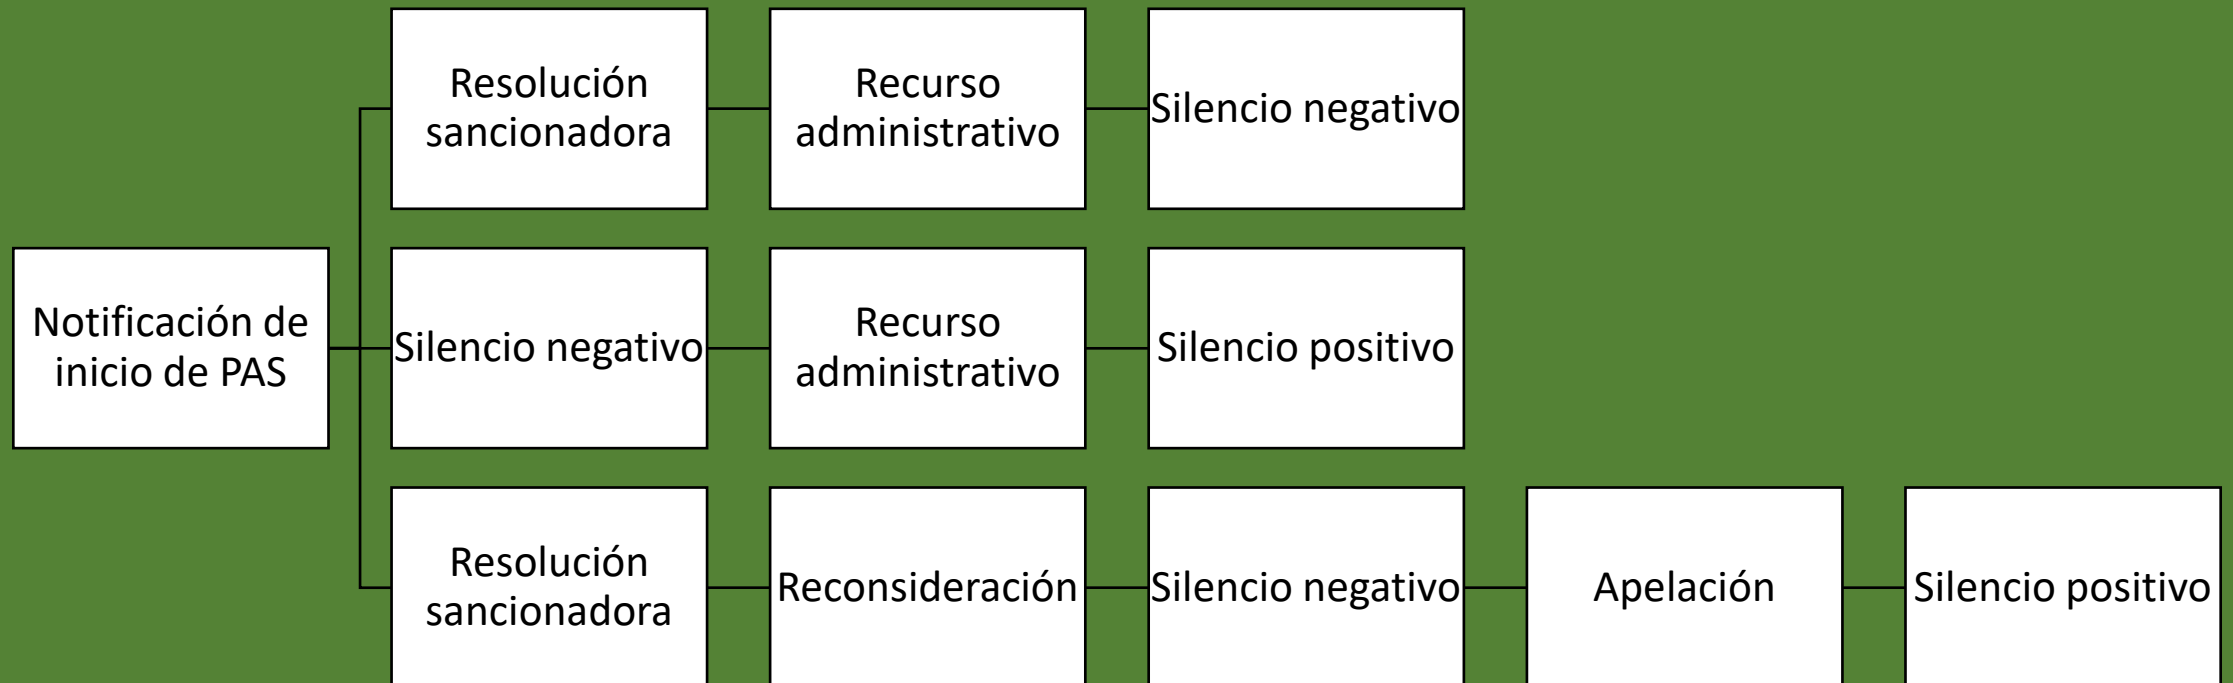 Resolución
sancionadora
Recurso
administrativo
Silencio negativo
Notificación de
inicio de PAS
Silencio negativo
Recurso
administrativo
Silencio positivo
Resolución
sancionadora
Reconsideración
Silencio negativo
Apelación
Silencio positivo